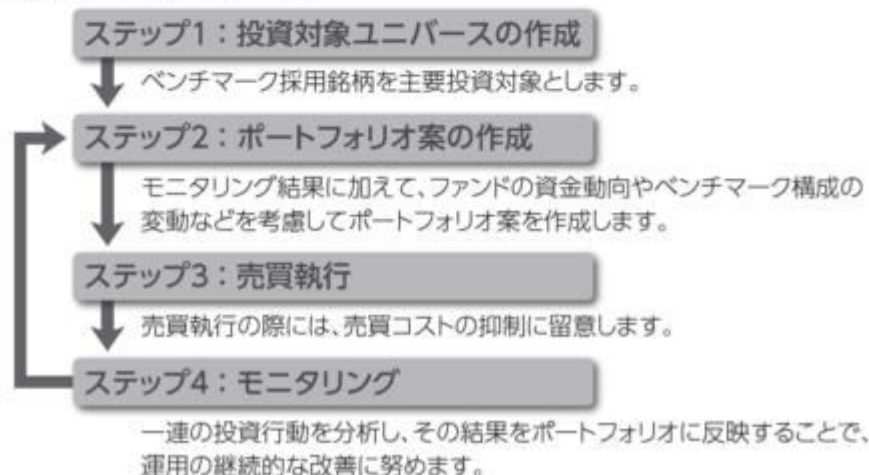 ステップ1：投資対象ユニバースの作成
ベンチマーク採用銘柄を主要投資対象とします。
ステップ2：ポートフォリオ案の作成
モニタリング結果に加えて、ファンドの資金動向やベンチマーク構成の
変動などを考慮してポートフォリオ案を作成します。
ステップ3：売買執行
売買執行の際には、売買コストの抑制に留意します。
ステップ4：モニタリング
一連の投資行動を分析し、その結果をポートフォリオに反映することで、
運用の継続的な改善に努めます。